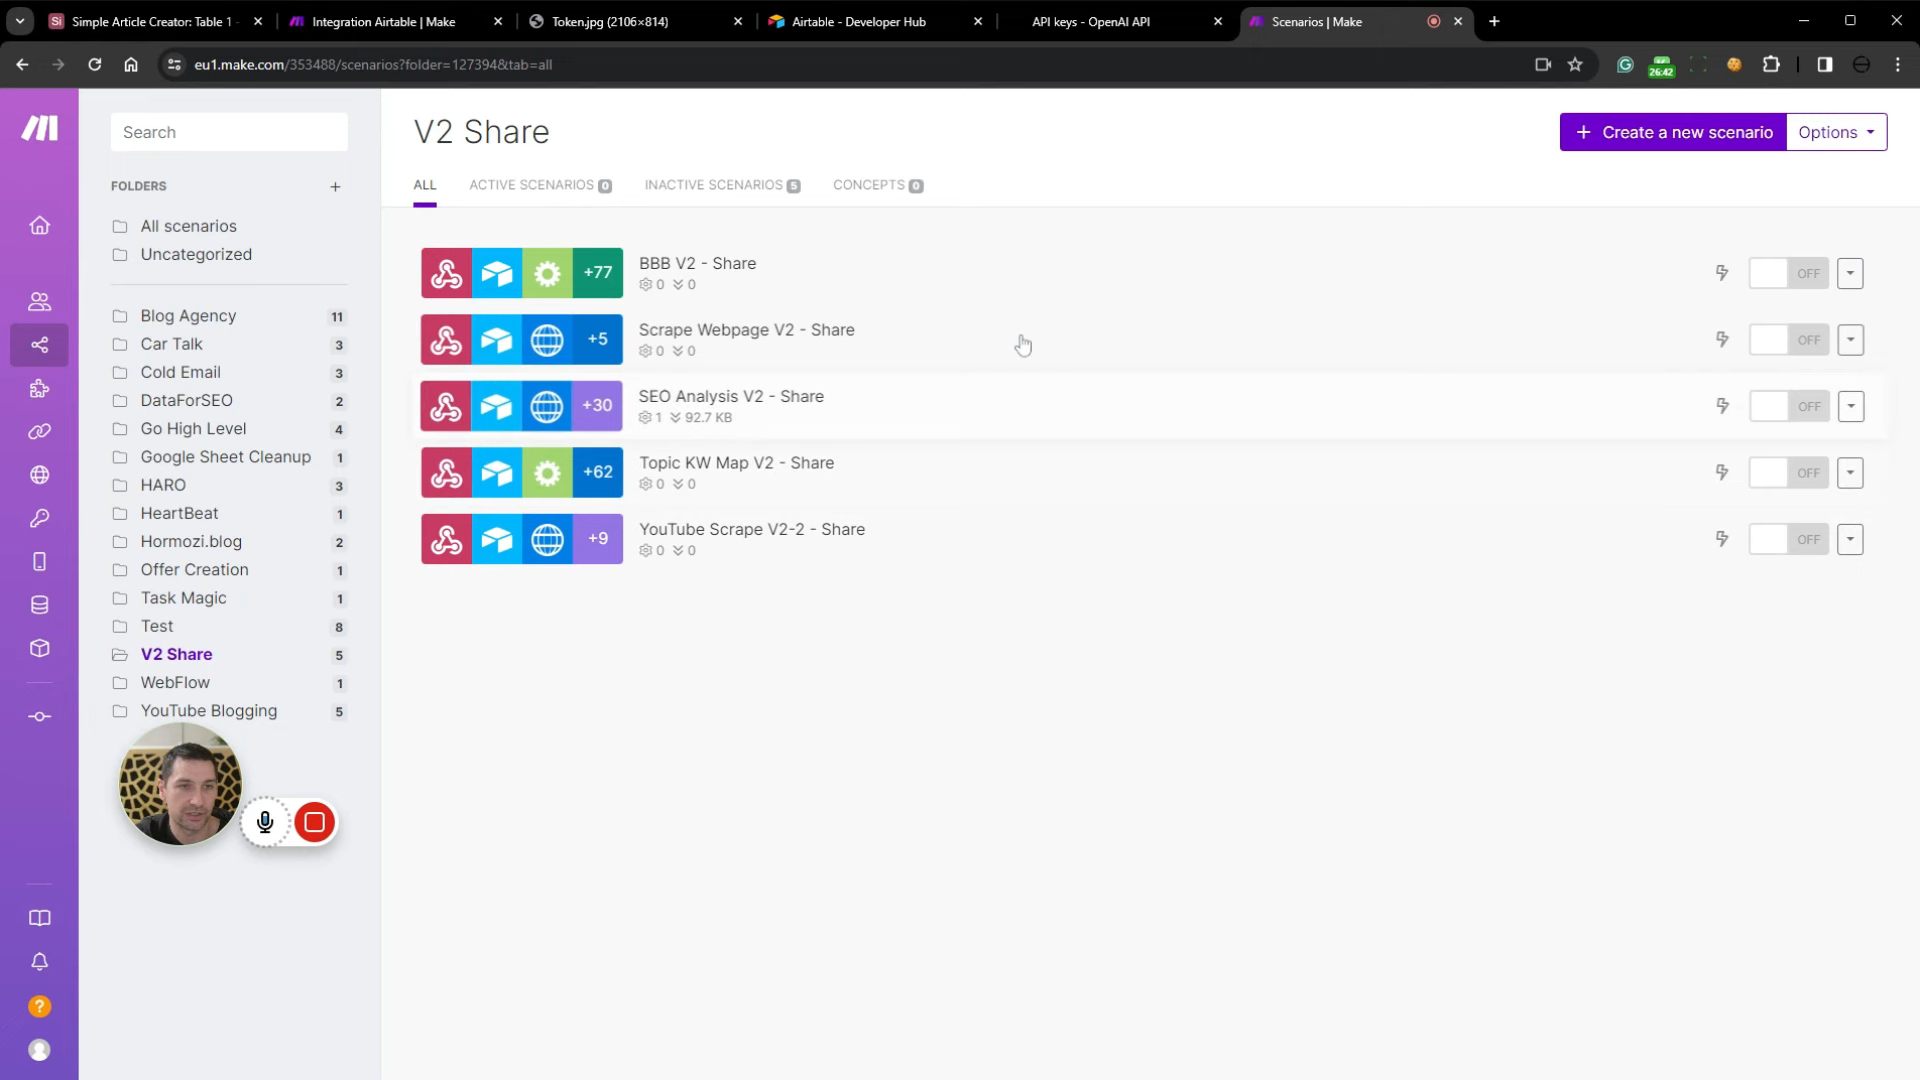 Simple Article Creator: Table 1
Integration Airtable | Make
Token.jpg (2106×814)
Airtable - Developer Hub
API keys - OpenAI API
Scenarios | Make
eu1.make.com/353488/scenarios?folder=127394&tab=all
26:42
Search
V2 Share
+ Create a new scenario
Options
FOLDERS
+
ALL
ACTIVE SCENARIOS 0
INACTIVE SCENARIOS 5
CONCEPTS 0
All scenarios
Uncategorized
Blog Agency 11
Car Talk 3
Cold Email 3
DataForSEO 2
Go High Level 4
Google Sheet Cleanup 1
HARO 3
HeartBeat 1
Hormozi.blog 2
Offer Creation 1
Task Magic 1
Test 8
V2 Share 5
WebFlow 1
YouTube Blogging 5
+77
BBB V2 - Share
0 0
OFF
+5
Scrape Webpage V2 - Share
0 0
OFF
+30
SEO Analysis V2 - Share
1 92.7 KB
OFF
+62
Topic KW Map V2 - Share
0 0
OFF
+9
YouTube Scrape V2-2 - Share
0 0
OFF
?